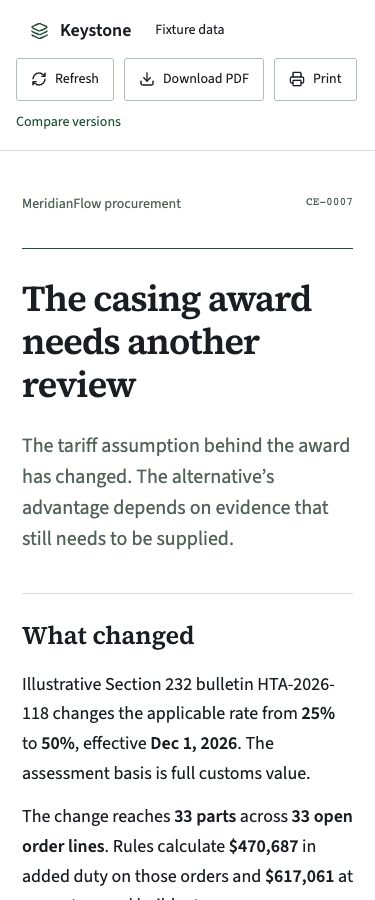 Keystone Fixture data
Refresh Download PDF Print
Compare versions
MeridianFlow procurement CE-0007
The casing award
needs another
review
The tariff assumption behind the award
has changed. The alternative’s
advantage depends on evidence that
still needs to be supplied.
What changed
Illustrative Section 232 bulletin HTA-2026-
118 changes the applicable rate from 25%
to 50%, effective Dec 1, 2026. The
assessment basis is full customs value.
The change reaches 33 parts across 33 open
order lines. Rules calculate $470,687 in
added duty on those orders and $617,061 at